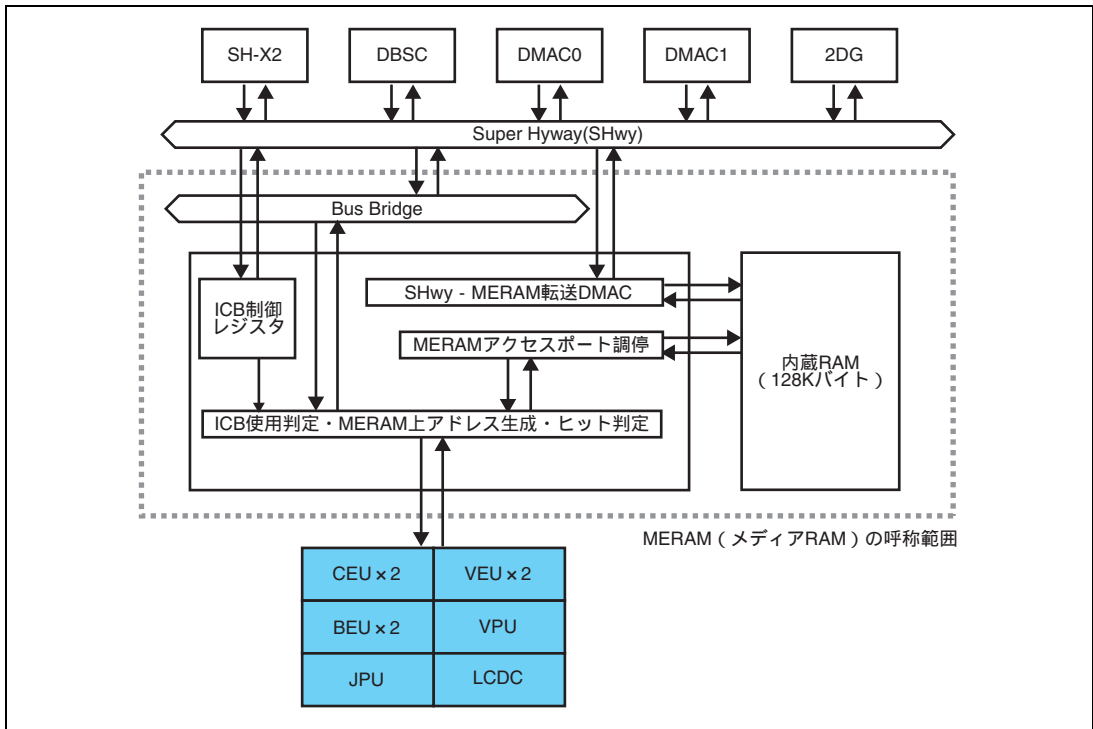 SH-X2
DBSC
DMAC0
DMAC1
2DG
Super Hyway(SHwy)
Bus Bridge
ICB制御
レジスタ
SHwy - MERAM転送DMAC
MERAMアクセスポート調停
内蔵RAM
（128Kバイト）
ICB使用判定・MERAM上アドレス生成・ヒット判定
MERAM（メディアRAM）の呼称範囲
CEU×2
VEU×2
BEU×2
VPU
JPU
LCDC